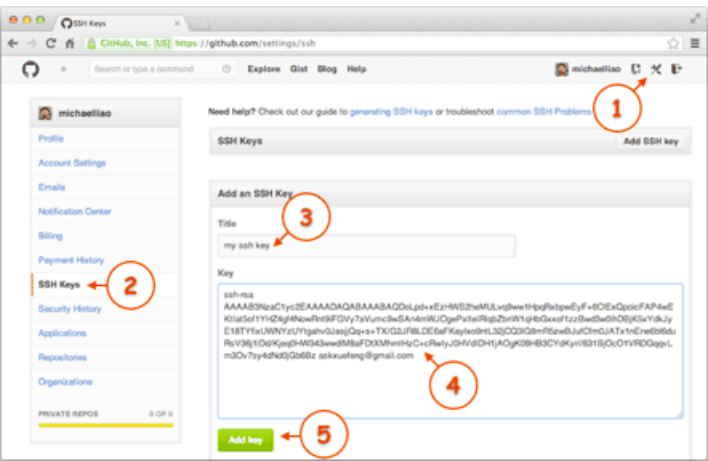 SSH Keys
GitHub, Inc. [US] https://github.com/settings/ssh
Search or type a command
Explore Gist Blog Help
michaelliao
1
michaelliao
Need help? Check out our guide to generating SSH keys or troubleshoot common SSH Problems
Profile
SSH Keys
Add SSH key
Account Settings
Emails
Add an SSH Key
Notification Center
3
Title
Billing
my ssh key
Payment History
Key
SSH Keys
2
ssh-rsa
Security History
Applications
Repositories
askxuefeng@gmail.com
4
Organizations
PRIVATE REPOS
0 OF 0
Add key
5